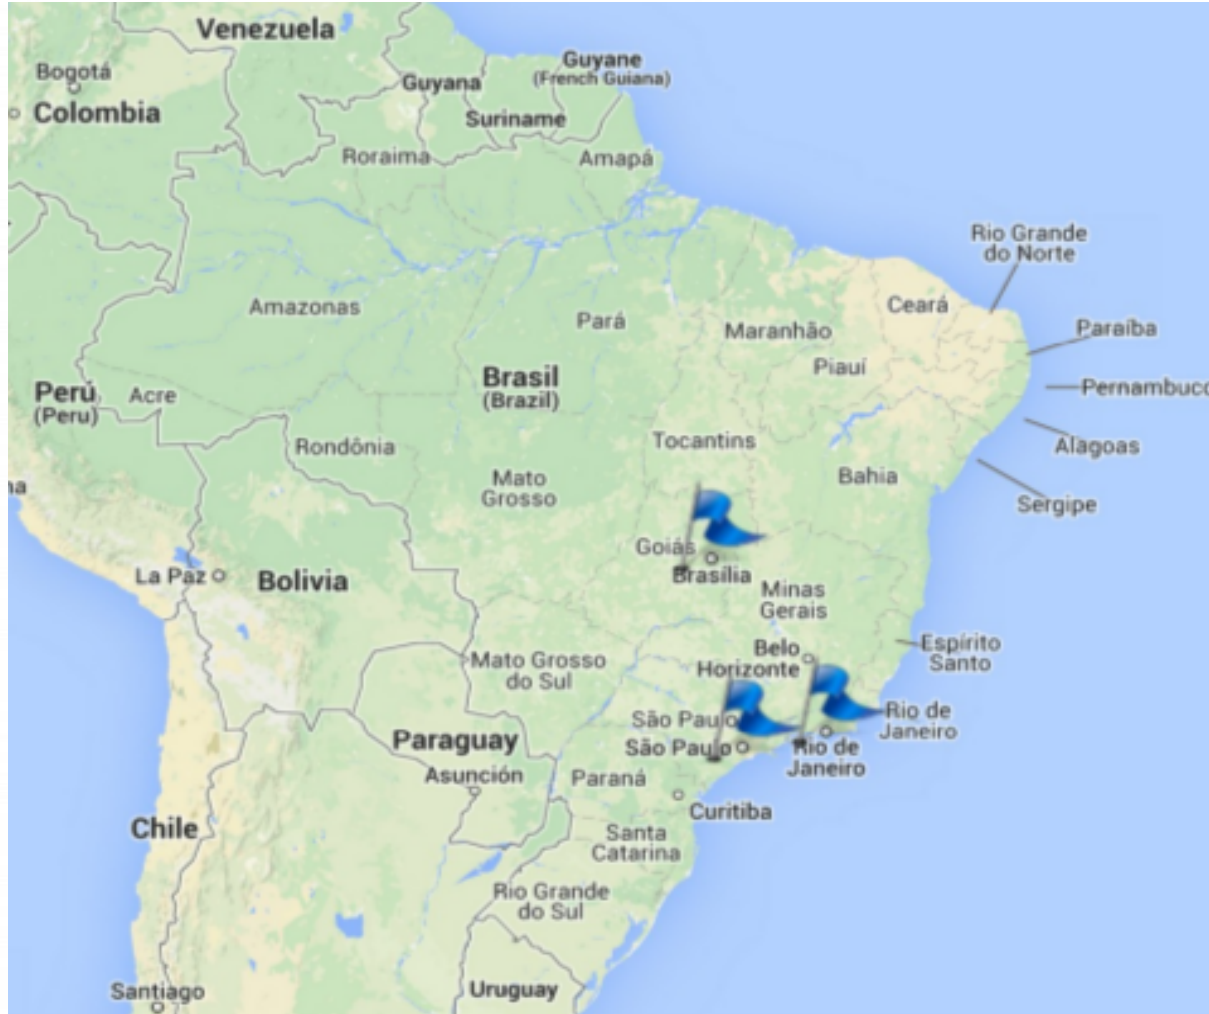 Venezuela
Guyane
(French Guiana)
Bogotá
Guyana
Colombia
Suriname
Roraima
Amapá
Rio Grande
do Norte
Amazonas
Pará
Ceará
Maranhão
Paraíba
Piauí
Brasil
(Brazil)
Perú
(Peru)
Acre
Pernambuco
Rondônia
Tocantins
Alagoas
Mato
Grosso
Bahia
Sergipe
Goiás
Brasília
La Paz
Bolivia
Minas
Gerais
Espírito
Santo
Belo
Horizonte
Mato Grosso
do Sul
São Paulo
Rio de
Janeiro
São Paulo
Rio de
Janeiro
Paraguay
Asunción
Paraná
Curitiba
Chile
Santa
Catarina
Rio Grande
do Sul
Santiago
Uruguay